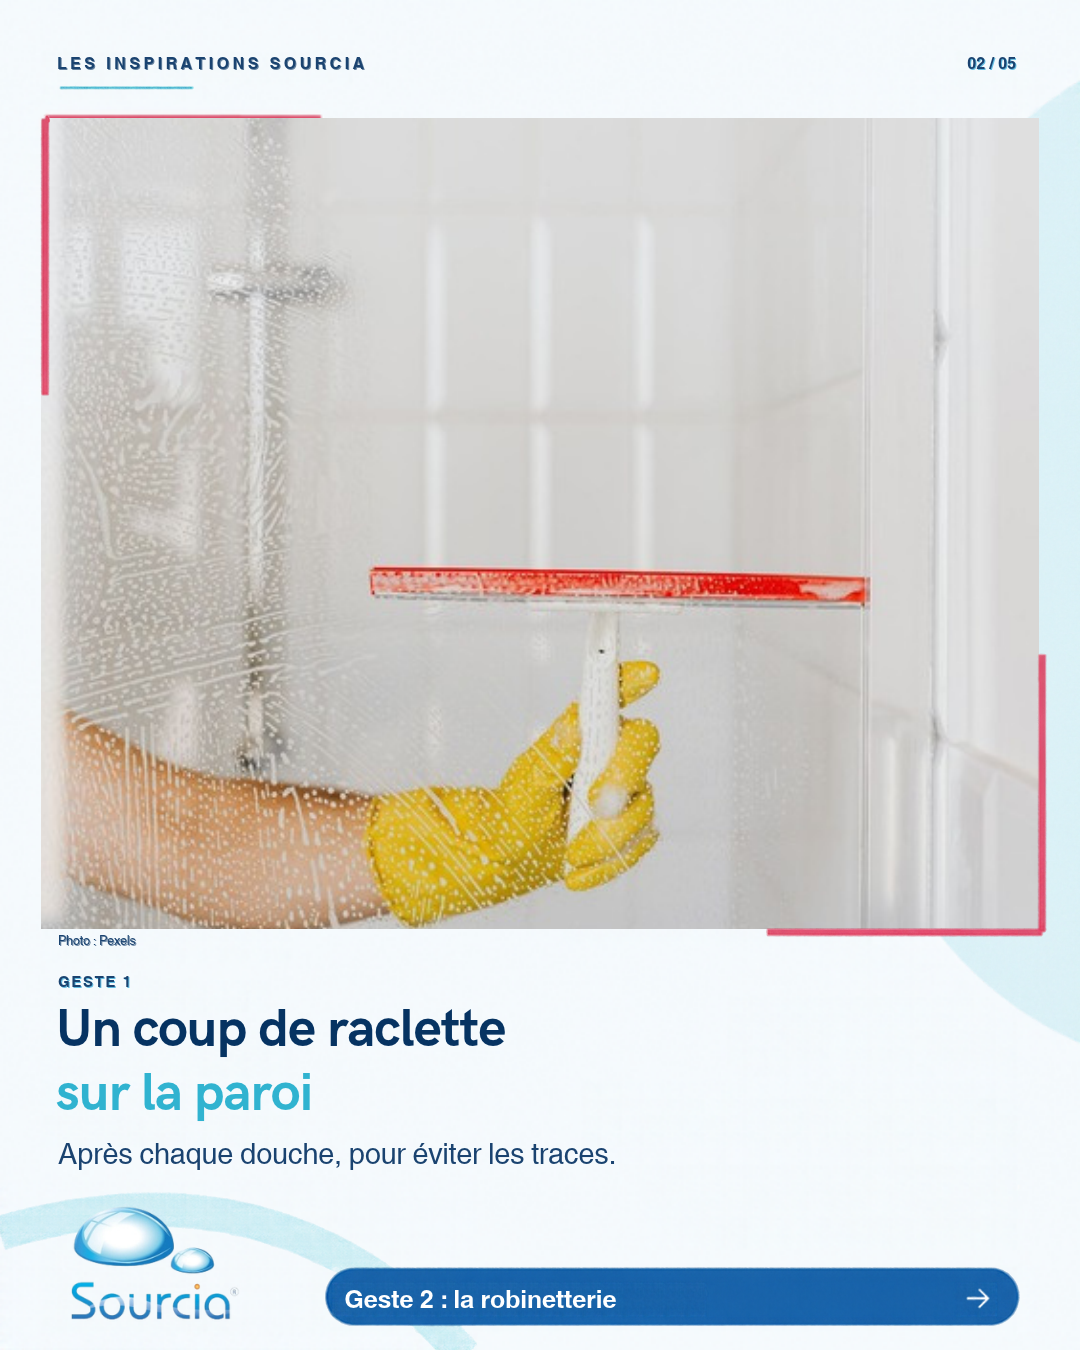 LES INSPIRATIONS SOURCIA
02 / 05
Photo : Pexels
GESTE 1
Un coup de raclette
sur la paroi
Après chaque douche, pour éviter les traces.
Sourcia®
Geste 2 : la robinetterie